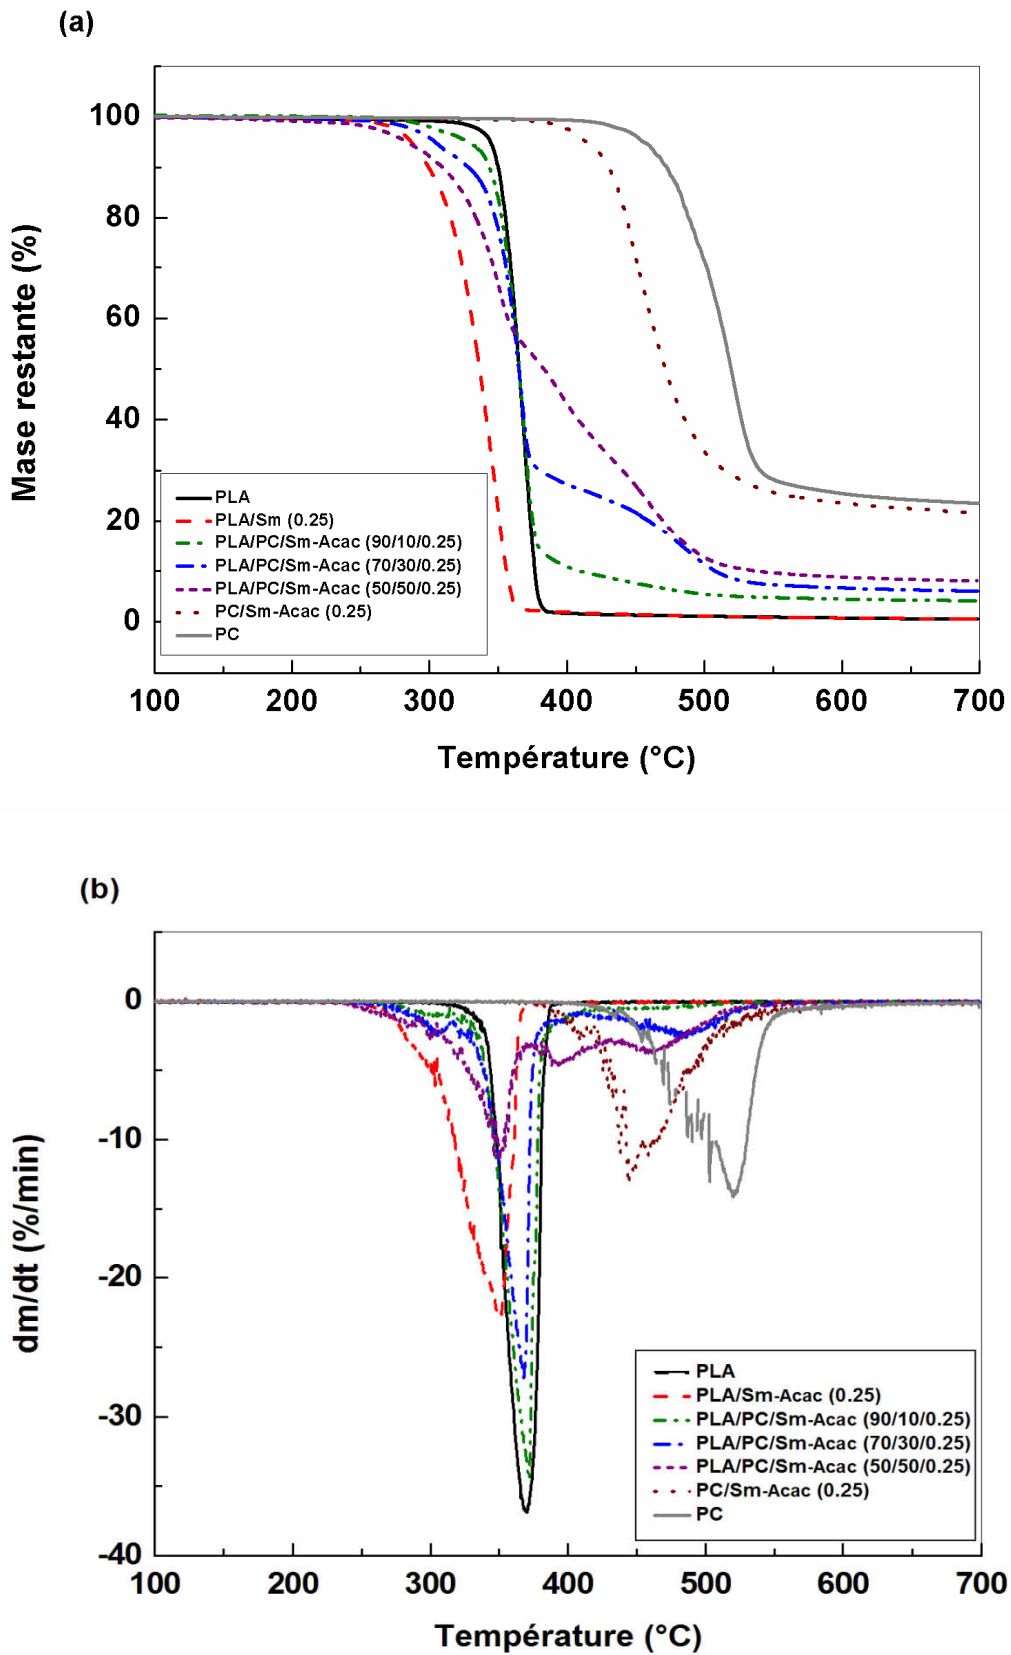 (a)
100
80
60
40
20
0
Mase restante (%)
PLA
PLA/Sm (0.25)
PLA/PC/Sm-Acac (90/10/0.25)
PLA/PC/Sm-Acac (70/30/0.25)
PLA/PC/Sm-Acac (50/50/0.25)
PC/Sm-Acac (0.25)
PC
100 200 300 400 500 600 700
Température (°C)
(b)
0
-10
-20
-30
-40
dm/dt (%/min)
PLA
PLA/Sm-Acac (0.25)
PLA/PC/Sm-Acac (90/10/0.25)
PLA/PC/Sm-Acac (70/30/0.25)
PLA/PC/Sm-Acac (50/50/0.25)
PC/Sm-Acac (0.25)
PC
100 200 300 400 500 600 700
Température (°C)